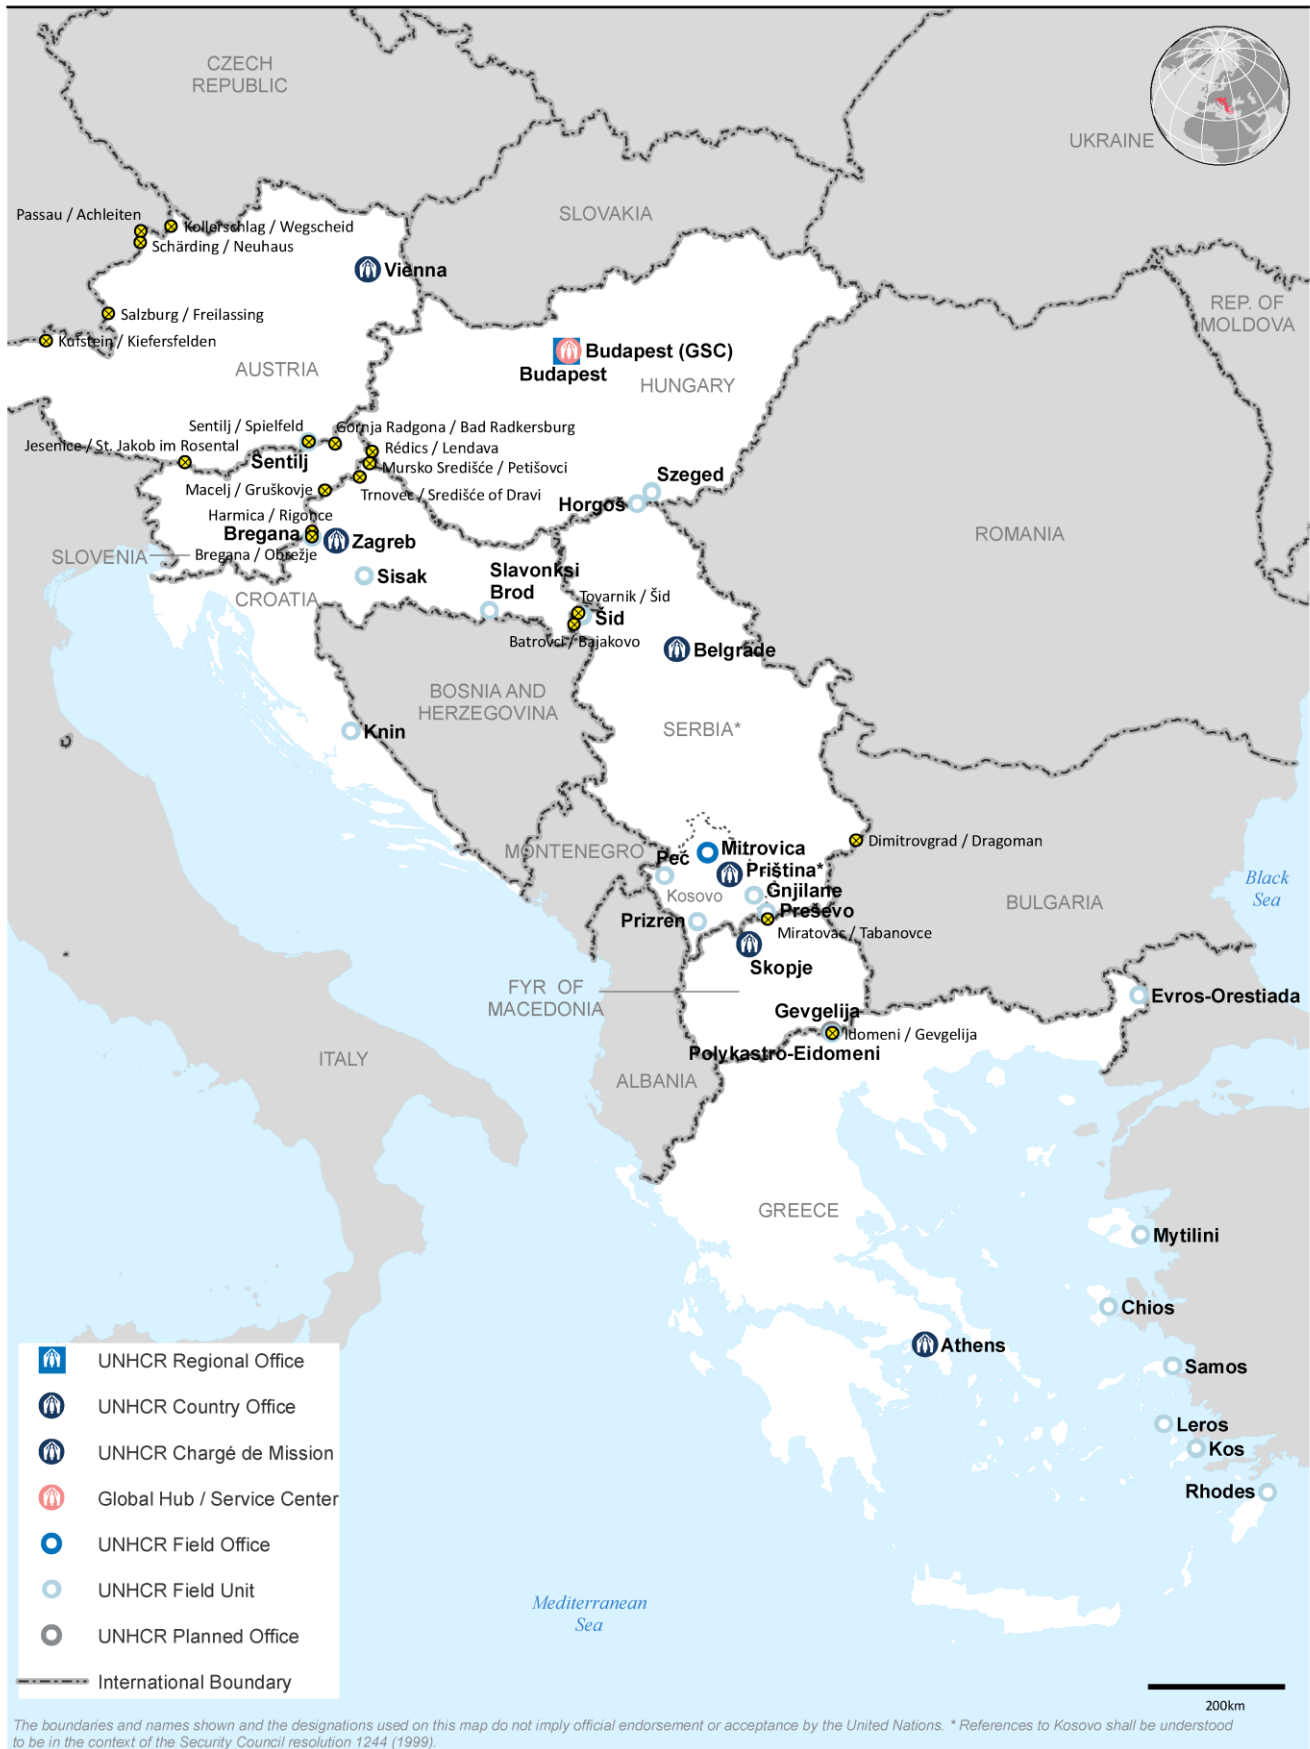 CZECH
REPUBLIC
UKRAINE
SLOVAKIA
Passau / Achleiten
Kollerschlag / Wegscheid
Schärding / Neuhaus
Vienna
Salzburg / Freilassing
Kufstein / Kiefersfelden
REP. OF
MOLDOVA
Budapest (GSC)
Budapest
AUSTRIA
HUNGARY
Sentilj / Spielfeld
Gornja Radgona / Bad Radkersburg
Jesenice / St. Jakob im Rosental
Rédics / Lendava
Šentilj
Mursko Središće / Petišovci
Szeged
Macelj / Gruškovje
Trnovec / Središće of Dravi
Horgoš
Harmica / Rigonce
Bregana
Zagreb
ROMANIA
SLOVENIA
Bregana / Obrežje
Slavonksi
Brod
Sisak
CROATIA
Tovarnik / Šid
Šid
Batrovci / Bajakovo
Belgrade
BOSNIA AND
HERZEGOVINA
SERBIA*
Knin
Dimitrovgrad / Dragoman
MONTENEGRO
Mitrovica
Peć
Priština*
Black
Sea
Kosovo
Gnjilane
BULGARIA
Prizren
Preševo
Miratovac / Tabanovce
Skopje
FYR OF
MACEDONIA
Evros-Orestiada
Gevgelija
Idomeni / Gevgelija
Polykastro-Eidomeni
ITALY
ALBANIA
GREECE
Mytilini
Chios
Athens
Samos
Leros
Kos
Rhodes
UNHCR Regional Office
UNHCR Country Office
UNHCR Chargé de Mission
Global Hub / Service Center
UNHCR Field Office
UNHCR Field Unit
UNHCR Planned Office
International Boundary
Mediterranean
Sea
200km
The boundaries and names shown and the designations used on this map do not imply official endorsement or acceptance by the United Nations. * References to Kosovo shall be understood
to be in the context of the Security Council resolution 1244 (1999).